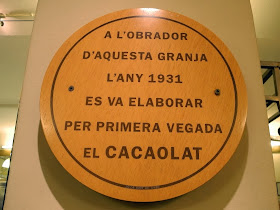 A L'OBRADOR
D'AQUESTA GRANJA
L'ANY 1931
ES VA ELABORAR
PER PRIMERA VEGADA
EL CACAOLAT